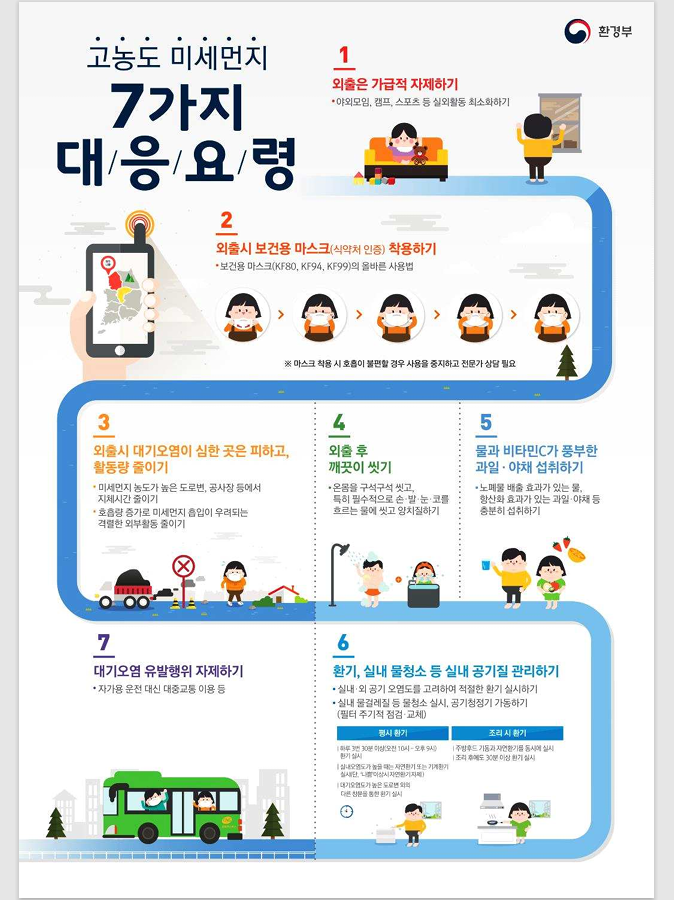 환경부
고농도 미세먼지
7가지
대/응/요/령
1
외출은 가급적 자제하기
• 야외모임, 캠프, 스포츠 등 실외활동 최소화하기
2
외출시 보건용 마스크(식약처 인증) 착용하기
• 보건용 마스크(KF80, KF94, KF99)의 올바른 사용법
※ 마스크 착용 시 호흡이 불편할 경우 사용을 중지하고 전문가 상담 필요
3
외출시 대기오염이 심한 곳은 피하고,
활동량 줄이기
• 미세먼지 농도가 높은 도로변, 공사장 등에서
지체시간 줄이기
• 호흡량 증가로 미세먼지 흡입이 우려되는
격렬한 외부활동 줄이기
4
외출 후
깨끗이 씻기
• 온몸을 구석구석 씻고,
특히 필수적으로 손·발·눈·코를
흐르는 물에 씻고 양치질하기
5
물과 비타민C가 풍부한
과일·야채 섭취하기
• 노폐물 배출 효과가 있는 물,
항산화 효과가 있는 과일·야채 등
충분히 섭취하기
7
대기오염 유발행위 자제하기
• 자가용 운전 대신 대중교통 이용 등
6
환기, 실내 물청소 등 실내 공기질 관리하기
• 실내·외 공기 오염도를 고려하여 적절한 환기 실시하기
• 실내 물걸레질 등 물청소 실시, 공기청정기 가동하기
(필터 주기적 점검·교체)
평시 환기
| 하루 3번 30분 이상(오전 10시 ~ 오후 9시)
환기 실시
| 실내오염도가 높을 때는 자연환기 또는 기계환기
실시(단, '나쁨'이상시 자연환기 자제)
| 대기오염도가 높은 도로변 외의
다른 창문을 통한 환기 실시
조리 시 환기
| 주방후드 가동과 자연환기를 동시에 실시
| 조리 후에도 30분 이상 환기 실시